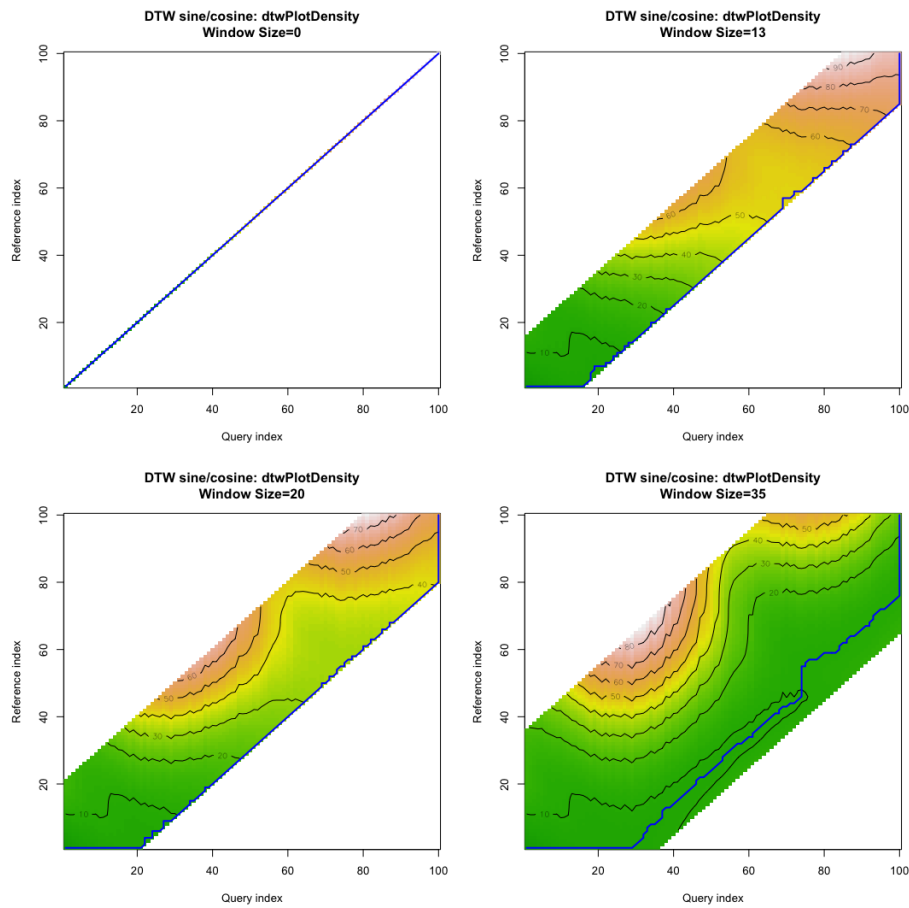 DTW sine/cosine: dtwPlotDensity
Window Size=0
Reference index
20 40 60 80 100
20 40 60 80 100
Query index
DTW sine/cosine: dtwPlotDensity
Window Size=13
Reference index
20 40 60 80 100
10 20 30 40 50 60 60 70 80 90
20 40 60 80 100
Query index
DTW sine/cosine: dtwPlotDensity
Window Size=20
Reference index
20 40 60 80 100
10 20 30 40 50 60 50 60 70
20 40 60 80 100
Query index
DTW sine/cosine: dtwPlotDensity
Window Size=35
Reference index
20 40 60 80 100
10 20 30 40 50 50 60 70 80
20 40 60 80 100
Query index